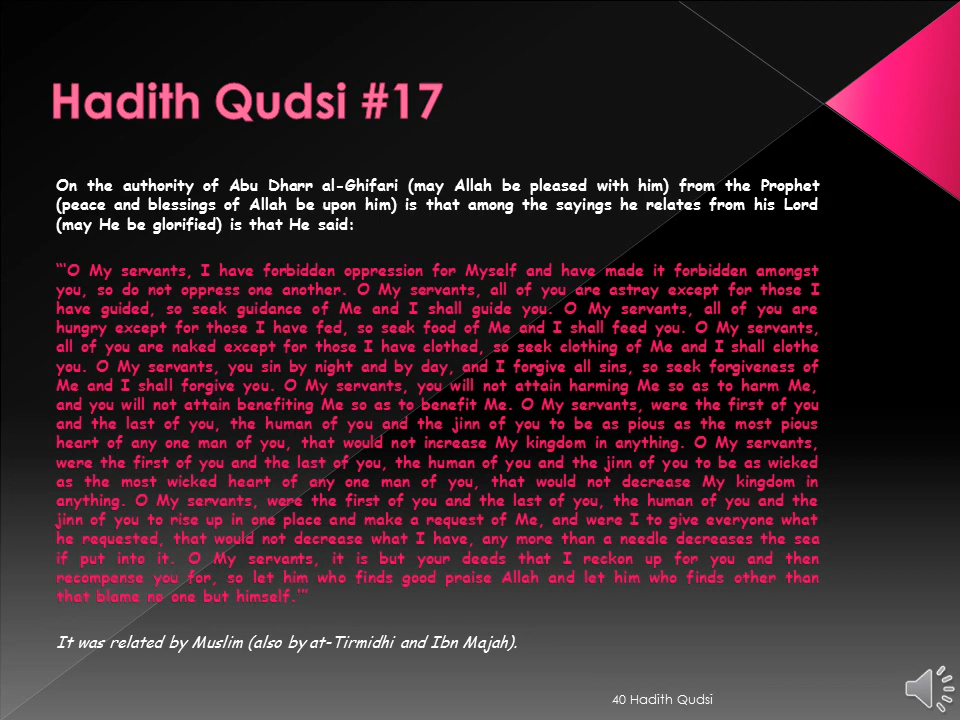 Hadith Qudsi #17
On the authority of Abu Dharr al-Ghifari (may Allah be pleased with him) from the Prophet
(peace and blessings of Allah be upon him) is that among the sayings he relates from his Lord
(may He be glorified) is that He said:
“‘O My servants, I have forbidden oppression for Myself and have made it forbidden amongst
you, so do not oppress one another. O My servants, all of you are astray except for those I
have guided, so seek guidance of Me and I shall guide you. O My servants, all of you are
hungry except for those I have fed, so seek food of Me and I shall feed you. O My servants,
all of you are naked except for those I have clothed, so seek clothing of Me and I shall clothe
you. O My servants, you sin by night and by day, and I forgive all sins, so seek forgiveness of
Me and I shall forgive you. O My servants, you will not attain harming Me so as to harm Me,
and you will not attain benefiting Me so as to benefit Me. O My servants, were the first of you
and the last of you, the human of you and the jinn of you to be as pious as the most pious
heart of any one man of you, that would not increase My kingdom in anything. O My servants,
were the first of you and the last of you, the human of you and the jinn of you to be as wicked
as the most wicked heart of any one man of you, that would not decrease My kingdom in
anything. O My servants, were the first of you and the last of you, the human of you and the
jinn of you to rise up in one place and make a request of Me, and were I to give everyone what
he requested, that would not decrease what I have, any more than a needle decreases the sea
if put into it. O My servants, it is but your deeds that I reckon up for you and then
recompense you for, so let him who finds good praise Allah and let him who finds other than
that blame no one but himself.’”
It was related by Muslim (also by at-Tirmidhi and Ibn Majah).
40 Hadith Qudsi